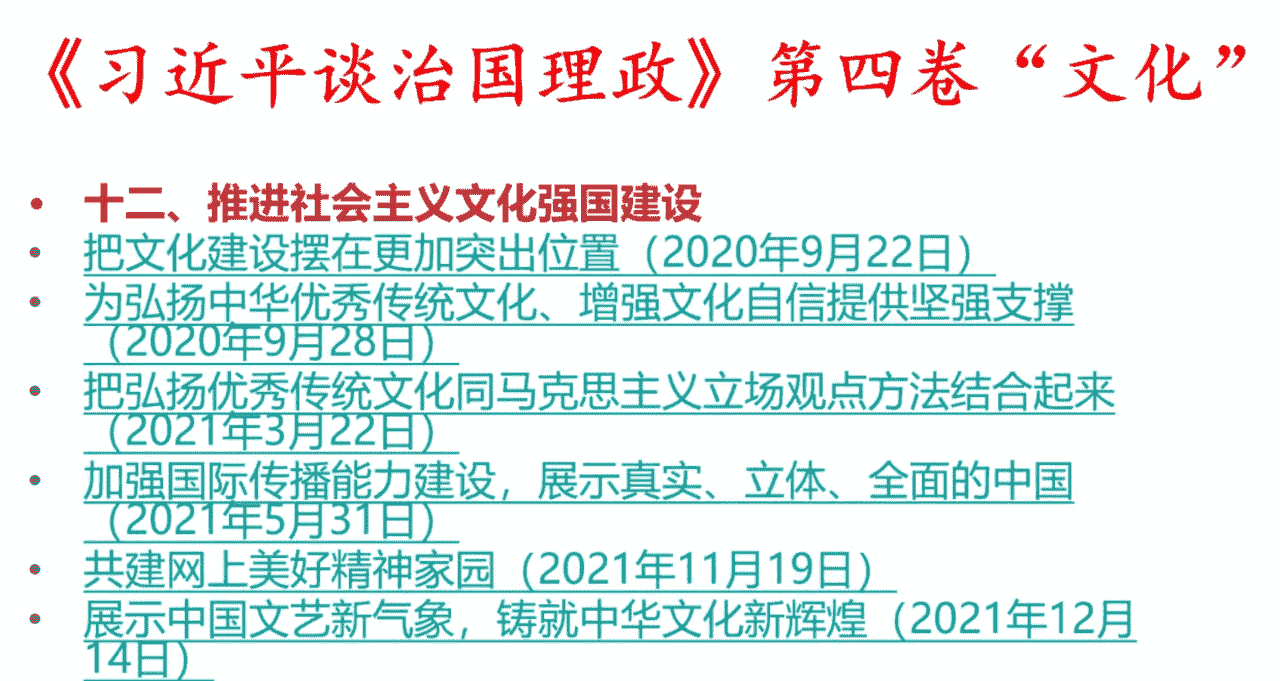 《习近平谈治国理政》第四卷“文化”
• 十二、推进社会主义文化强国建设
• 把文化建设摆在更加突出位置（2020年9月22日）
• 为弘扬中华优秀传统文化、增强文化自信提供坚强支撑
（2020年9月28日）
• 把弘扬优秀传统文化同马克思主义立场观点方法结合起来
（2021年3月22日）
• 加强国际传播能力建设，展示真实、立体、全面的中国
（2021年5月31日）
• 共建网上美好精神家园（2021年11月19日）
• 展示中国文艺新气象，铸就中华文化新辉煌（2021年12月
14日）